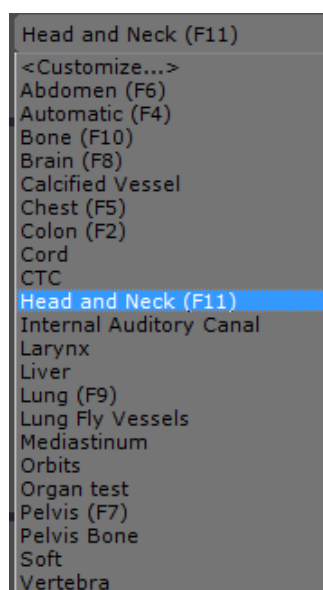 Head and Neck (F11)
<Customize...>
Abdomen (F6)
Automatic (F4)
Bone (F10)
Brain (F8)
Calcified Vessel
Chest (F5)
Colon (F2)
Cord
CTC
Head and Neck (F11)
Internal Auditory Canal
Larynx
Liver
Lung (F9)
Lung Fly Vessels
Mediastinum
Orbits
Organ test
Pelvis (F7)
Pelvis Bone
Soft
Vertebra